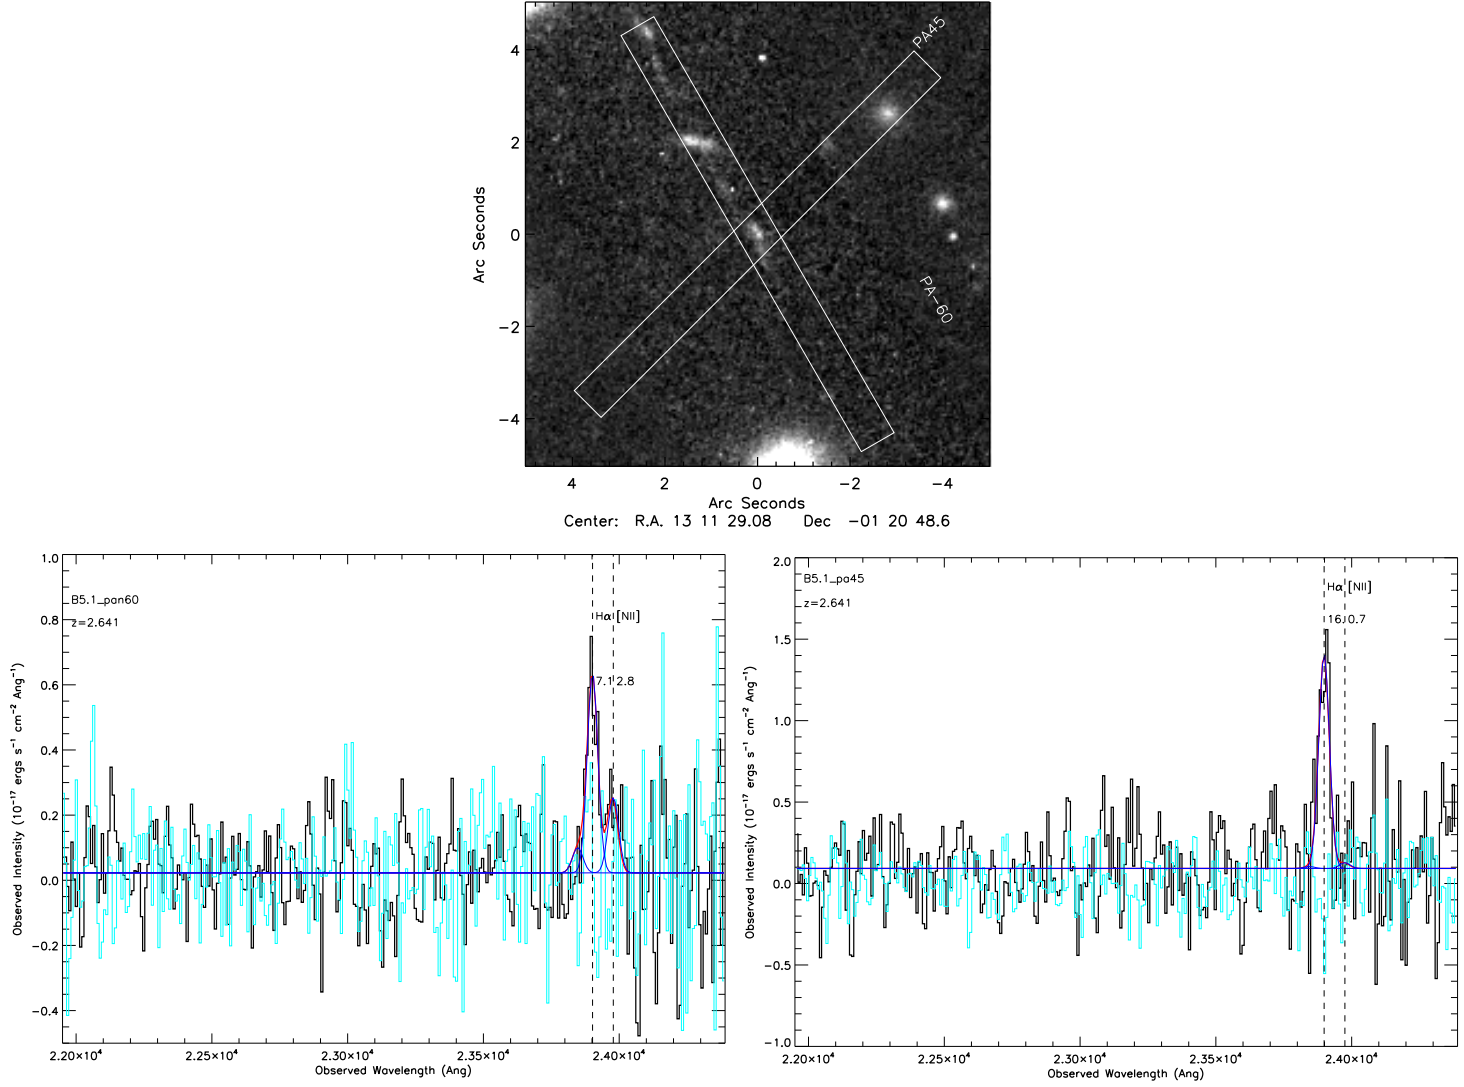 PA45
PA-60
4
2
0
−2
−4
Arc Seconds
4 2 0 −2 −4
Arc Seconds
Center: R.A. 13 11 29.08 Dec −01 20 48.6
B5.1_pan60
z=2.641
Hα [NII]
7.1 2.8
1.0
0.8
0.6
0.4
0.2
0.0
−0.2
−0.4
Observed Intensity (10⁻¹⁷ ergs s⁻¹ cm⁻² Ang⁻¹)
2.20×10⁴ 2.25×10⁴ 2.30×10⁴ 2.35×10⁴ 2.40×10⁴
Observed Wavelength (Ang)
B5.1_pa45
z=2.641
Hα [NII]
16. 0.7
2.0
1.5
1.0
0.5
0.0
−0.5
−1.0
Observed Intensity (10⁻¹⁷ ergs s⁻¹ cm⁻² Ang⁻¹)
2.20×10⁴ 2.25×10⁴ 2.30×10⁴ 2.35×10⁴ 2.40×10⁴
Observed Wavelength (Ang)